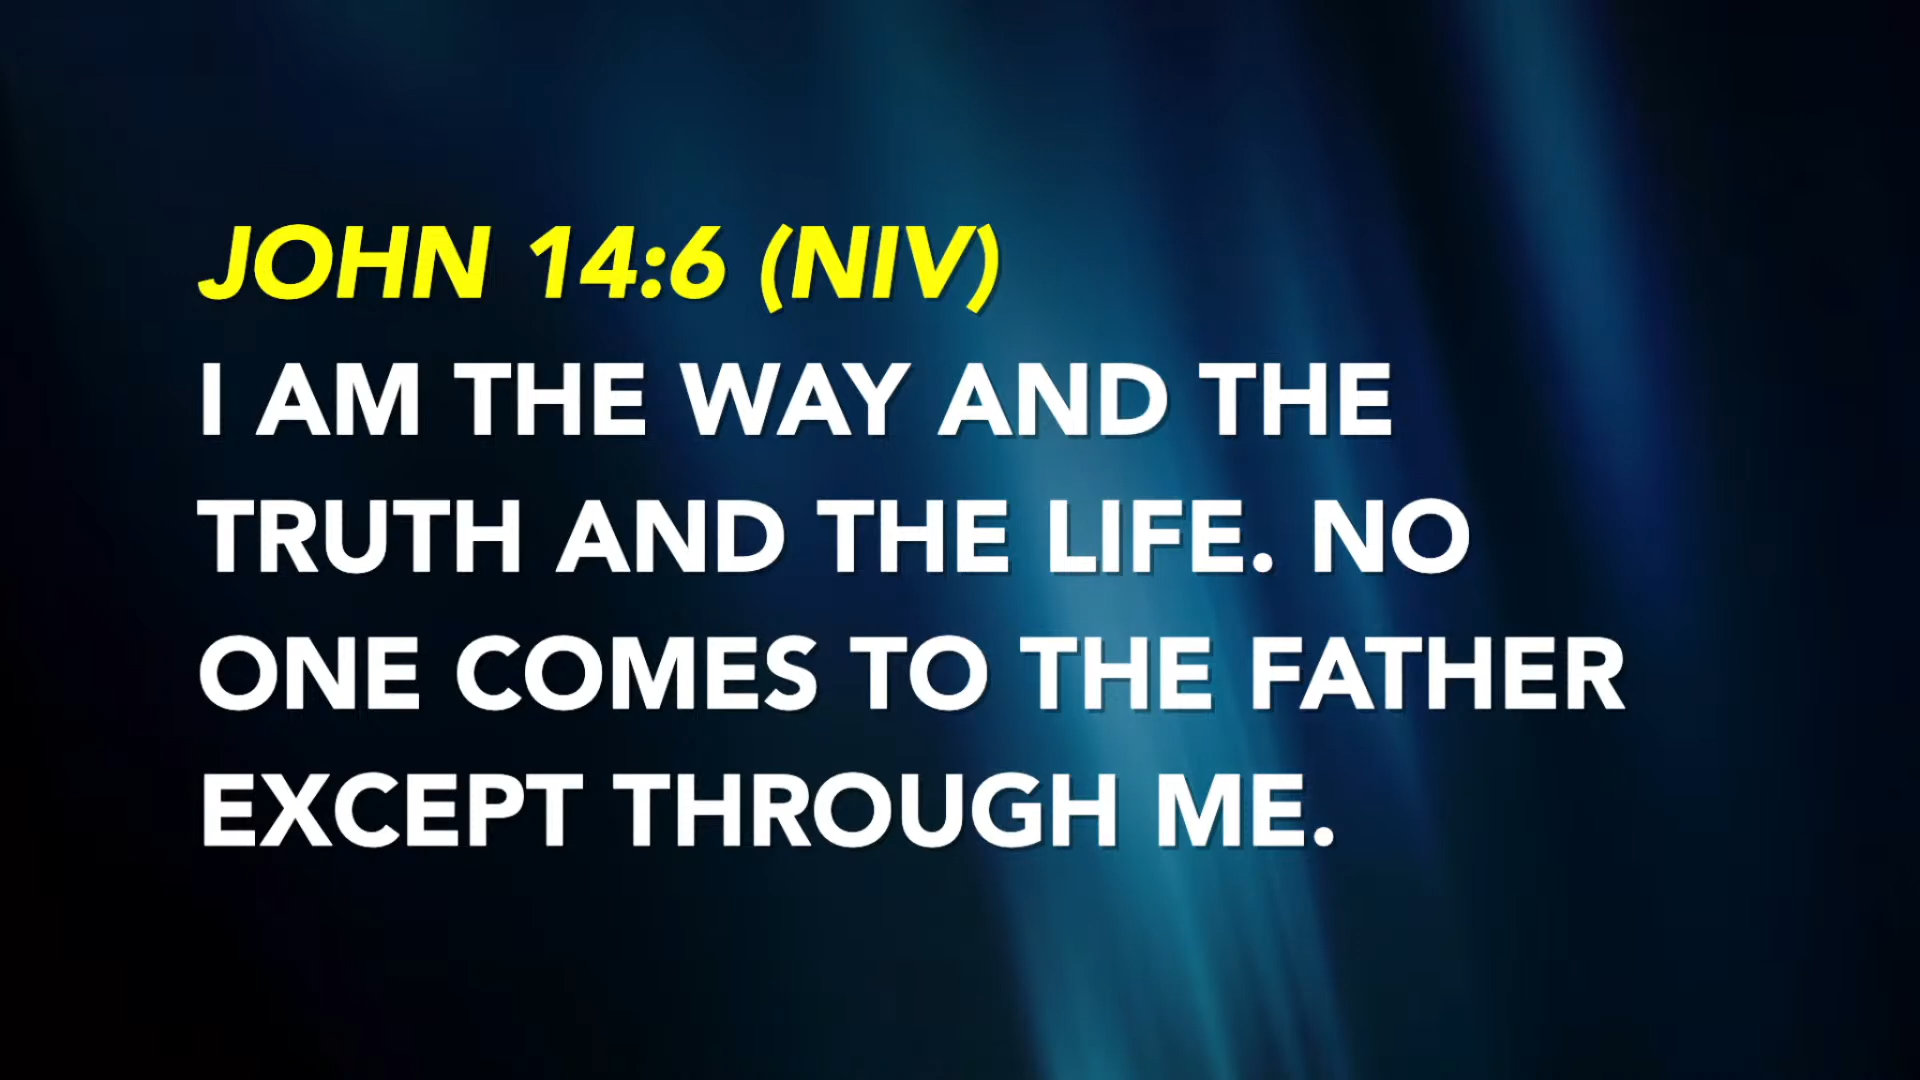 JOHN 14:6 (NIV)
I AM THE WAY AND THE
TRUTH AND THE LIFE. NO
ONE COMES TO THE FATHER
EXCEPT THROUGH ME.